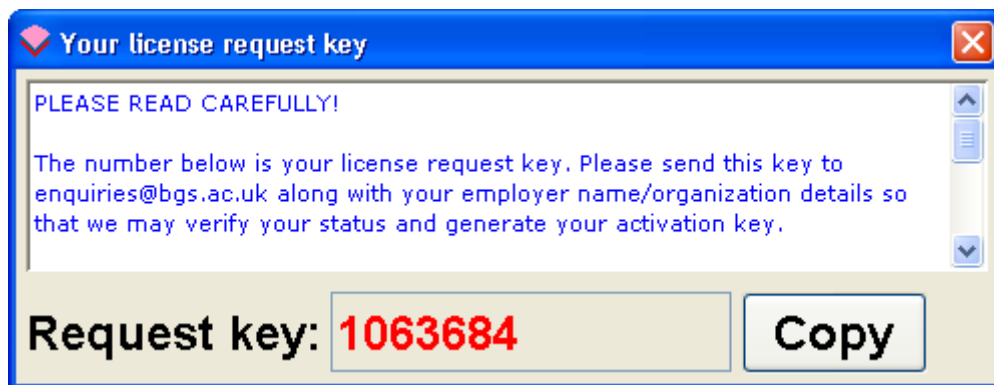 Your license request key
PLEASE READ CAREFULLY!
The number below is your license request key. Please send this key to
enquiries@bgs.ac.uk along with your employer name/organization details so
that we may verify your status and generate your activation key.
Request key: 1063684 Copy